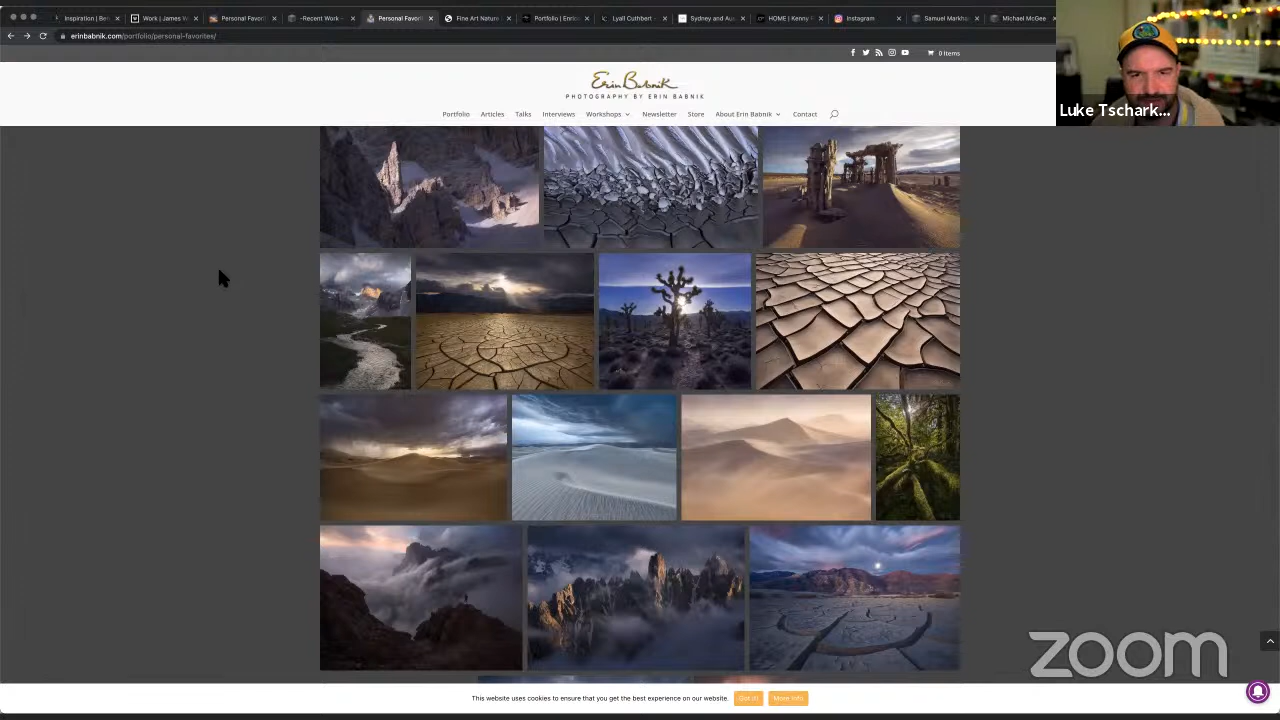 Inspiration | Ben
Work | James W
Personal Favori
~Recent Work ~
Personal Favori
Fine Art Nature
Portfolio | Enric
Lyall Cuthbert
Sydney and Aus
HOME | Kenny
Instagram
Samuel Markha
Michael McGee
erinbabnik.com/portfolio/personal-favorites/
0 Items
Erin Babnik
PHOTOGRAPHY BY ERIN BABNIK
Portfolio Articles Talks Interviews Workshops Newsletter Store About Erin Babnik Contact
Luke Tschark...
zoom
This website uses cookies to ensure that you get the best experience on our website. Got it! More Info